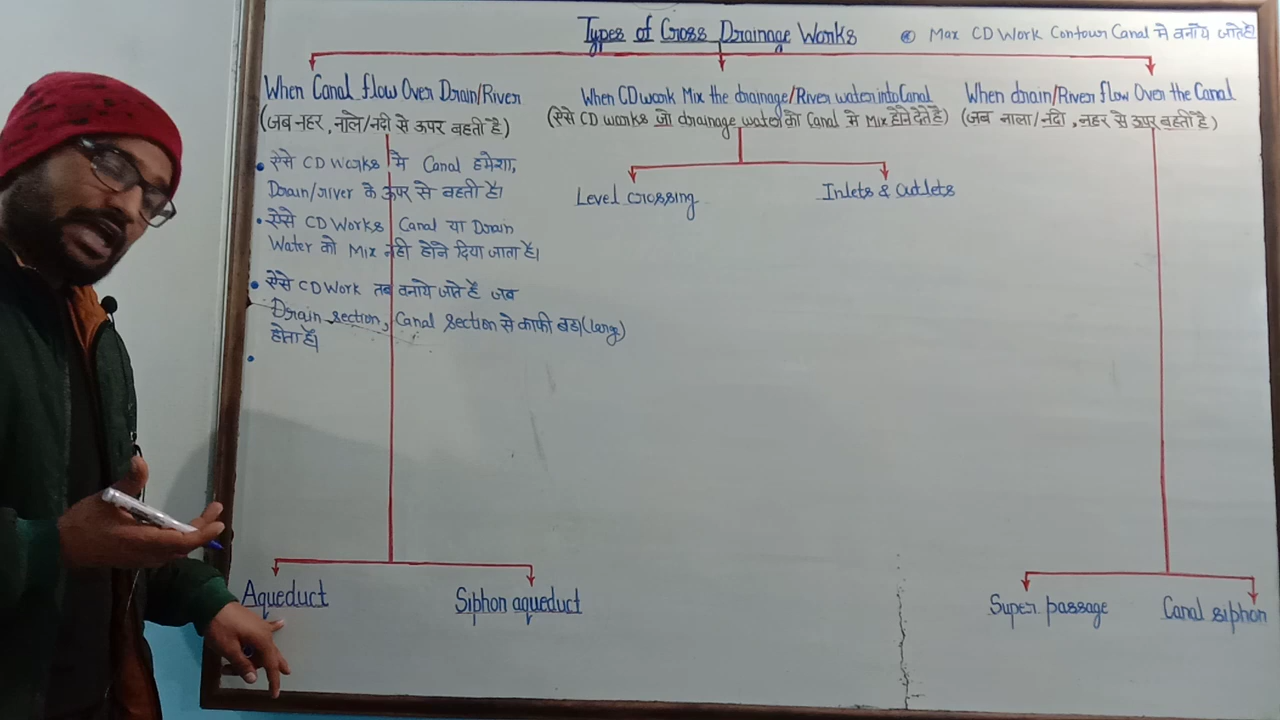 Types of Cross Drainage Works
Max CD Work Contour Canal मे बनाये जाते है।
When Canal flow Over Drain/River
(जब नहर, नाले/नदी से ऊपर बहती है)
• ऐसे CD Works मे Canal हमेशा,
Drain/river के ऊपर से बहती है।
• ऐसे CD Works Canal या Drain
Water को Mix नही होने दिया जाता है।
• ऐसे CD Work तब बनाये जाते है जब
Drain section, Canal Section से काफी बड़ा (large)
होता है।
•
Aqueduct
Siphon aqueduct
When CD work Mix the drainage/River water into Canal
(ऐसे CD works जो drainage water को Canal मे Mix होने देते है)
Level crossing
Inlets & Outlets
When drain/River flow Over the Canal
(जब नाला/नदी, नहर से ऊपर बहती है)
Super passage
Canal siphon